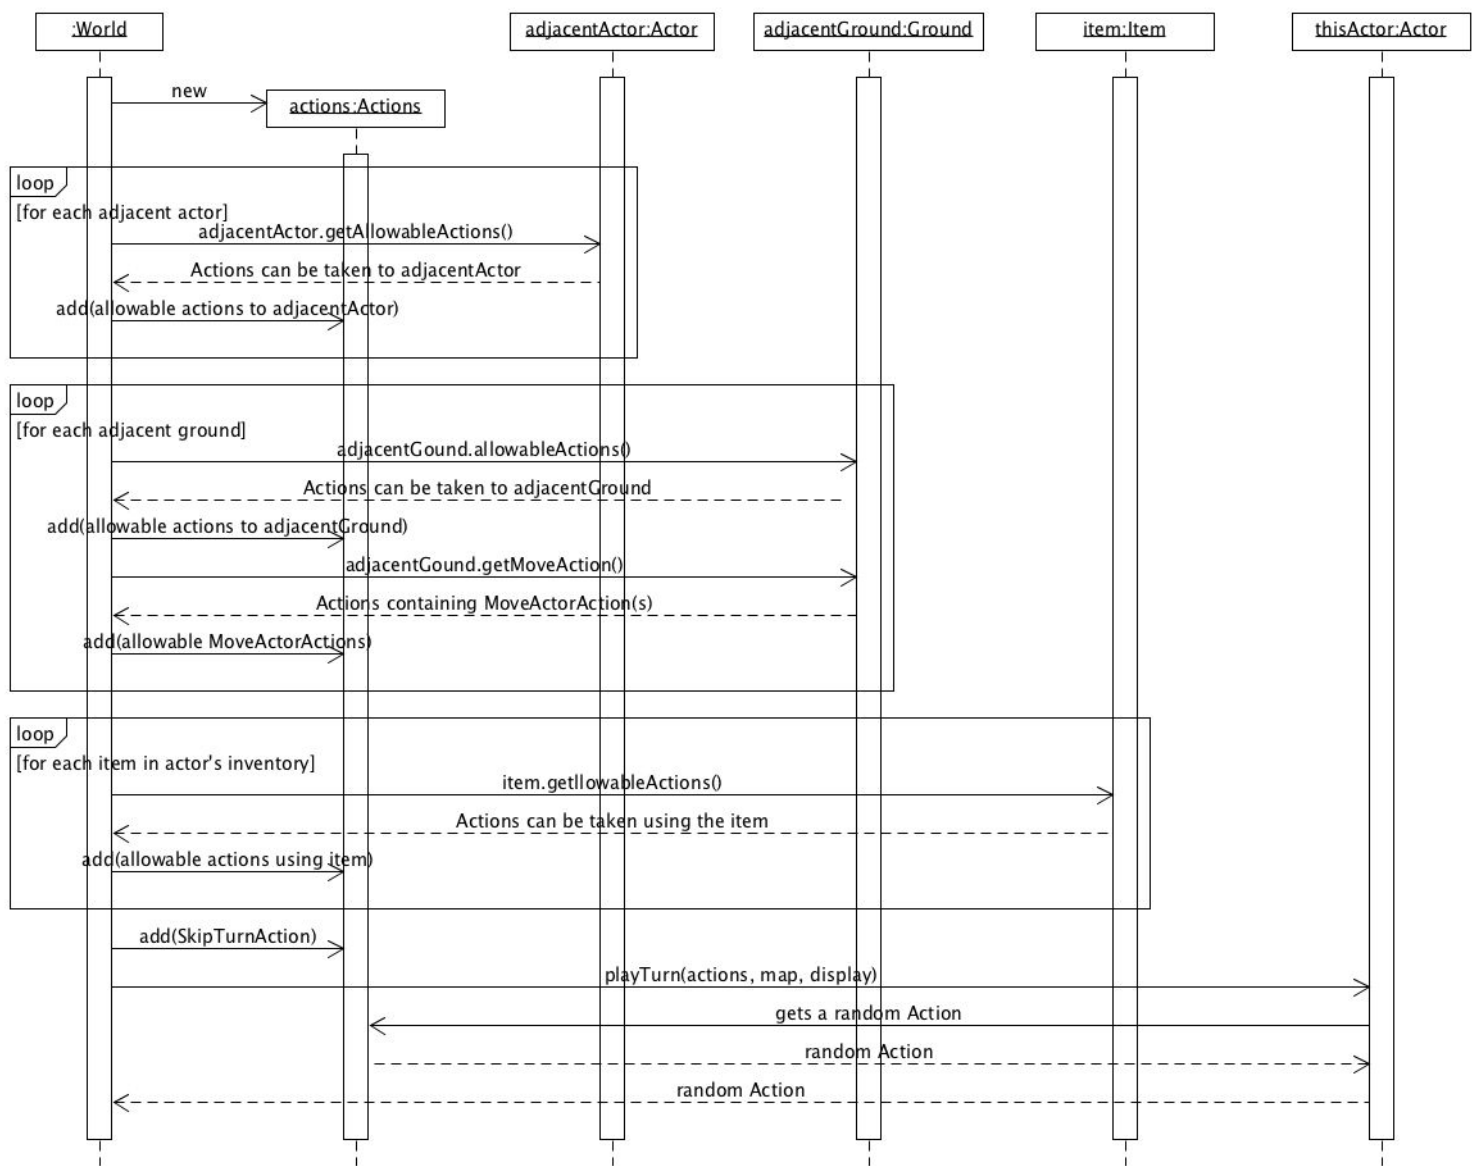 :World
adjacentActor:Actor
adjacentGround:Ground
item:Item
thisActor:Actor
new
actions:Actions
loop
[for each adjacent actor]
adjacentActor.getAllowableActions()
Actions can be taken to adjacentActor
add(allowable actions to adjacentActor)
loop
[for each adjacent ground]
adjacentGound.allowableActions()
Actions can be taken to adjacentGround
add(allowable actions to adjacentGround)
adjacentGound.getMoveAction()
Actions containing MoveActorAction(s)
add(allowable MoveActorActions)
loop
[for each item in actor's inventory]
item.getllowableActions()
Actions can be taken using the item
add(allowable actions using item)
add(SkipTurnAction)
playTurn(actions, map, display)
gets a random Action
random Action
random Action